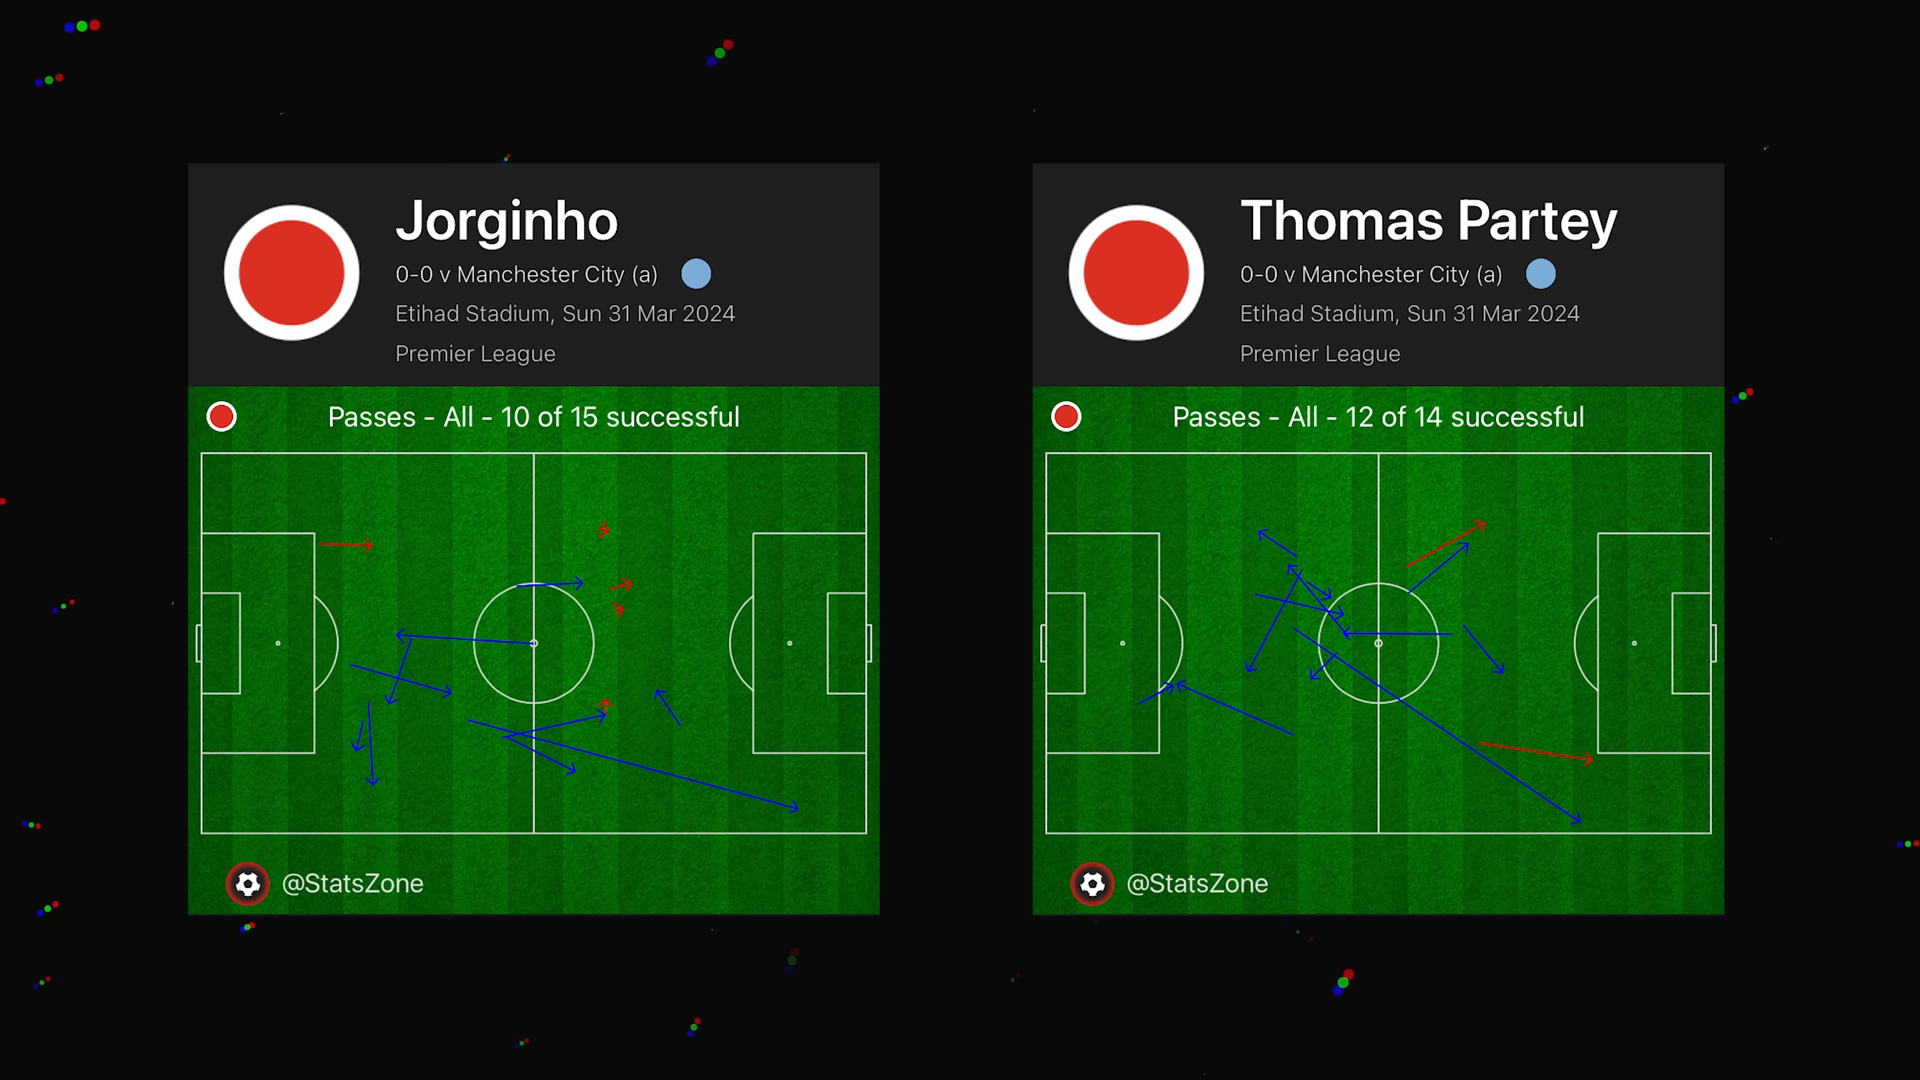 Jorginho
0-0 v Manchester City (a)
Etihad Stadium, Sun 31 Mar 2024
Premier League
Passes - All - 10 of 15 successful
@StatsZone
Thomas Partey
0-0 v Manchester City (a)
Etihad Stadium, Sun 31 Mar 2024
Premier League
Passes - All - 12 of 14 successful
@StatsZone